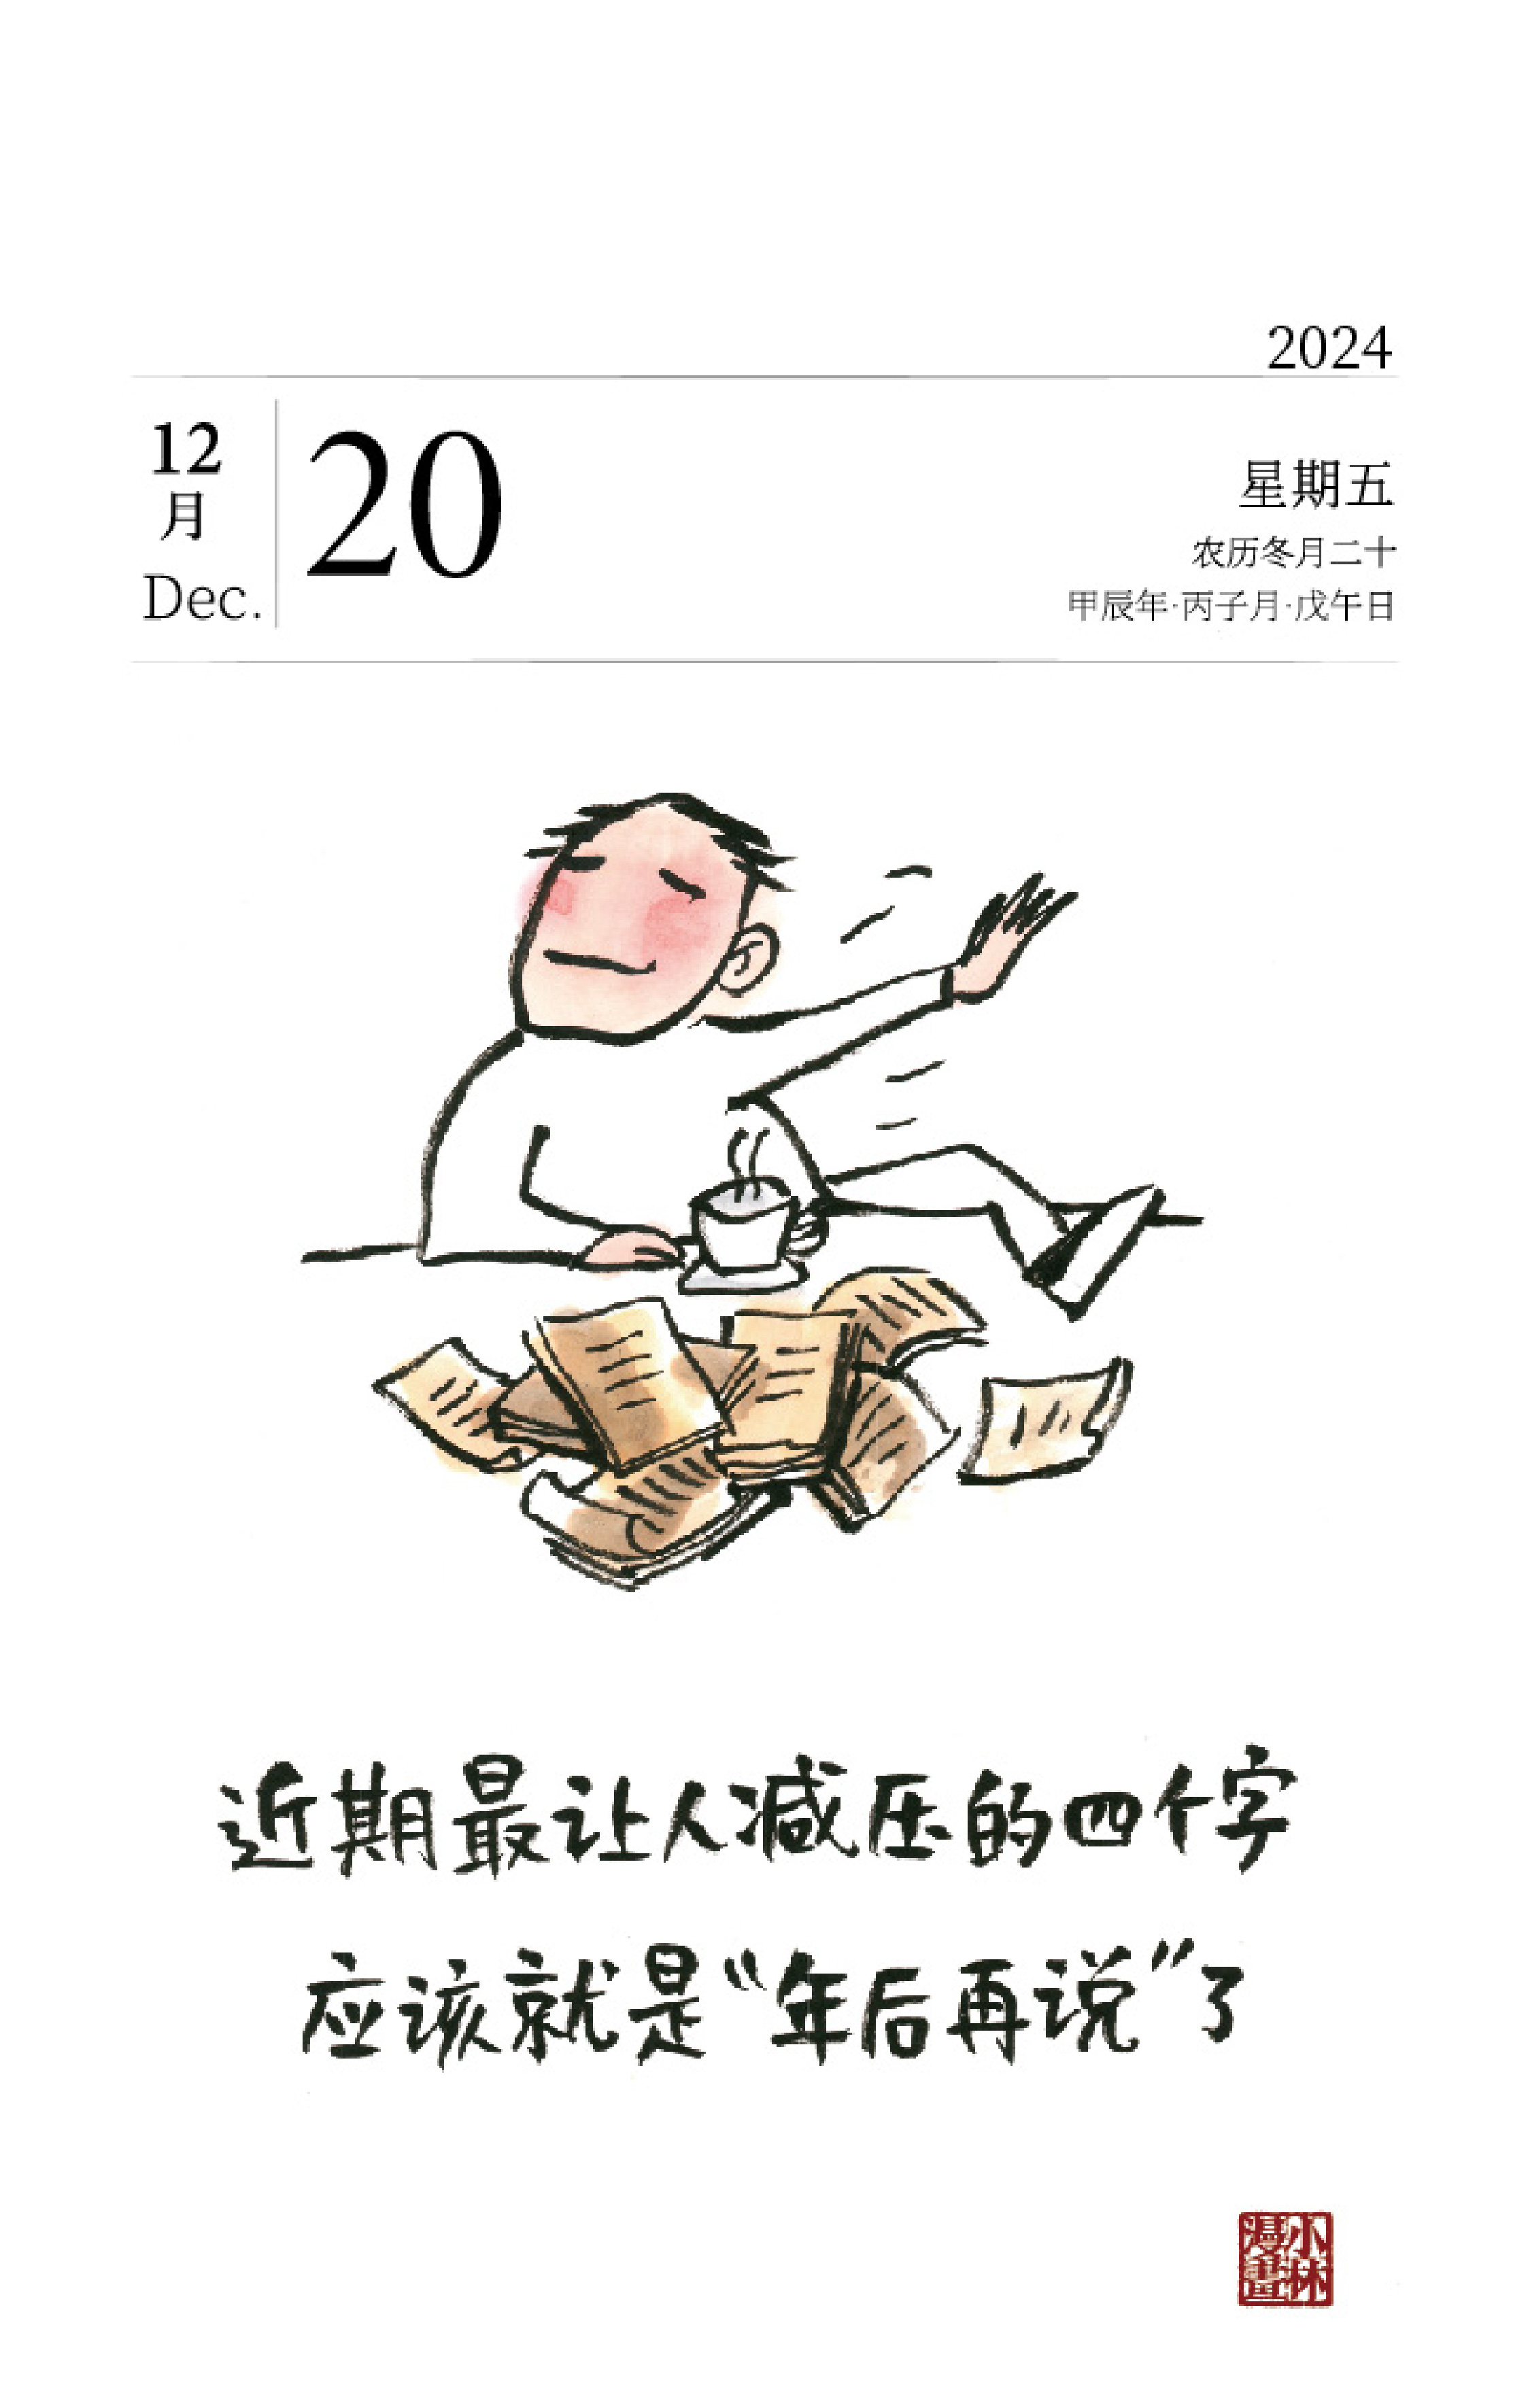 2024
12
月
Dec.
20
星期五
农历冬月二十
甲辰年·丙子月·戊午日
近期最让人减压的四个字
应该就是“年后再说”了
小林
漫畫